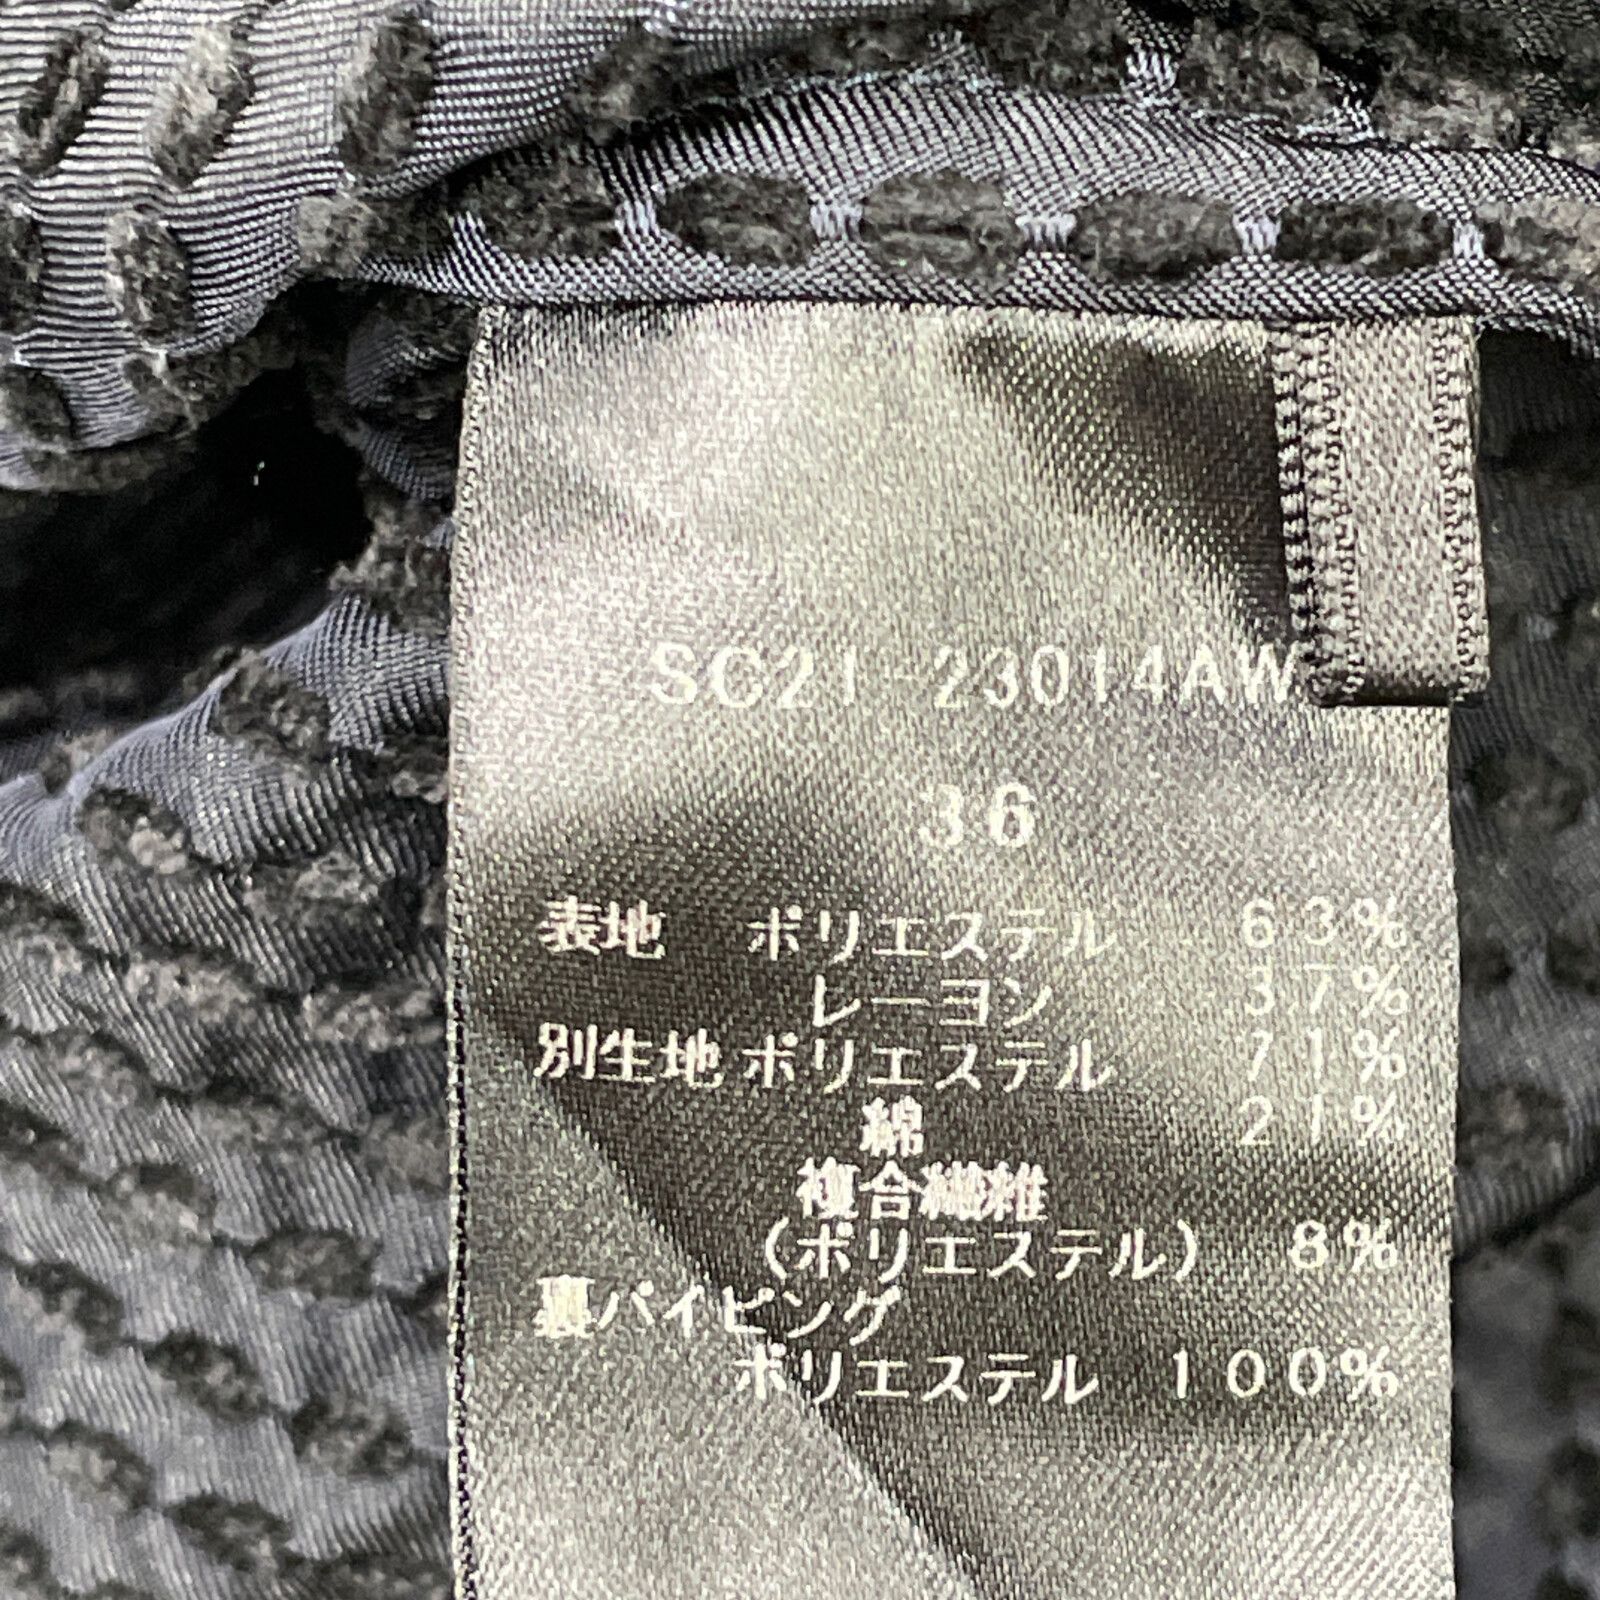 SC21-23014AW
36
表地 ポリエステル 63%
レーヨン 37%
別生地 ポリエステル 71%
綿 21%
複合繊維
(ポリエステル) 8%
裏パイピング
ポリエステル 100%